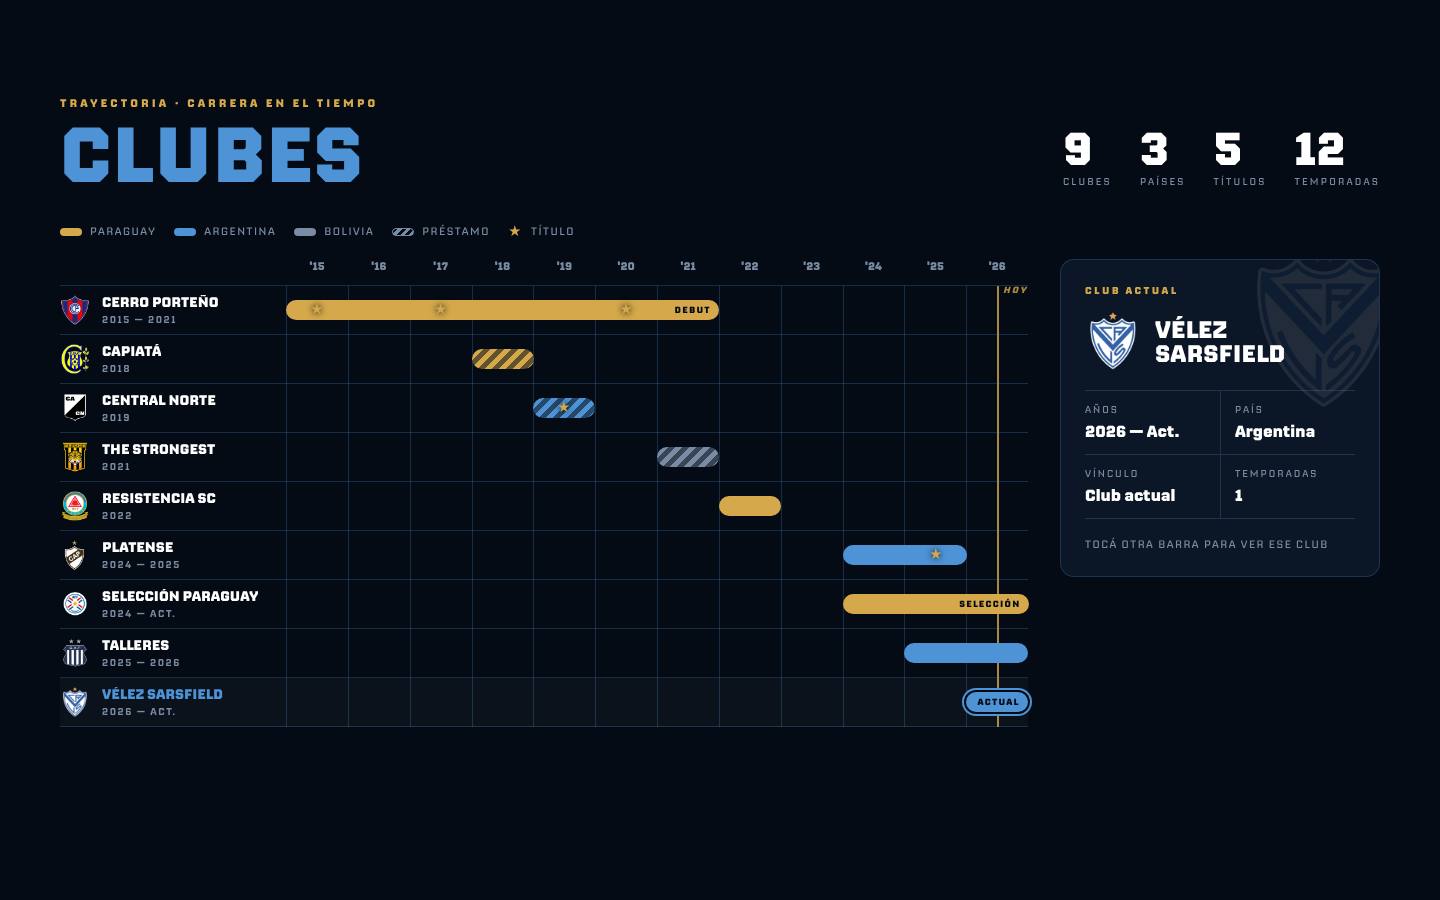 TRAYECTORIA · CARRERA EN EL TIEMPO
CLUBES
9 3 5 12
CLUBES PAÍSES TÍTULOS TEMPORADAS
PARAGUAY ARGENTINA BOLIVIA PRÉSTAMO ★ TÍTULO
'15 '16 '17 '18 '19 '20 '21 '22 '23 '24 '25 '26
HOY
CERRO PORTEÑO
2015 — 2021
DEBUT
CAPIATÁ
2018
CENTRAL NORTE
2019
THE STRONGEST
2021
RESISTENCIA SC
2022
PLATENSE
2024 — 2025
SELECCIÓN PARAGUAY
2024 — ACT.
SELECCIÓN
TALLERES
2025 — 2026
VÉLEZ SARSFIELD
2026 — ACT.
ACTUAL
CLUB ACTUAL
VÉLEZ
SARSFIELD
AÑOS PAÍS
2026 — Act. Argentina
VÍNCULO TEMPORADAS
Club actual 1
TOCÁ OTRA BARRA PARA VER ESE CLUB